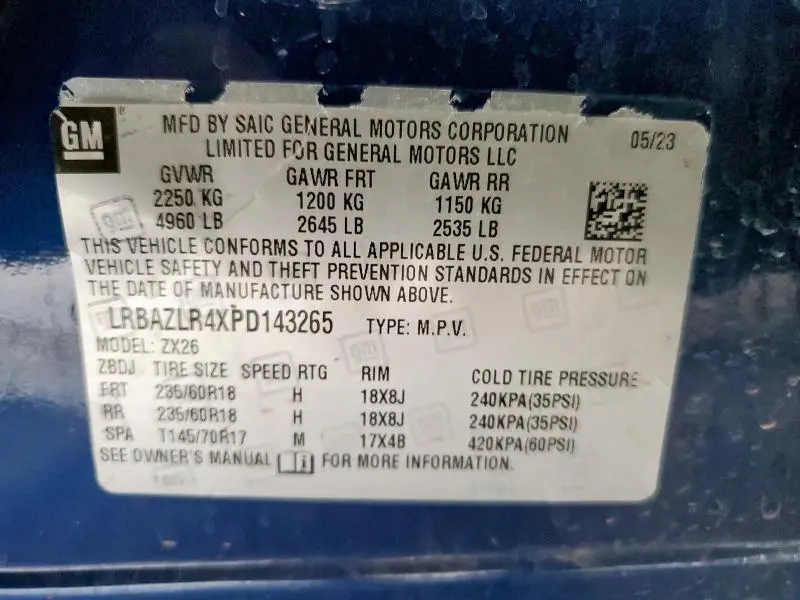 GM
MFD BY SAIC GENERAL MOTORS CORPORATION 05/23
LIMITED FOR GENERAL MOTORS LLC
GVWR GAWR FRT GAWR RR
2250 KG 1200 KG 1150 KG
4960 LB 2645 LB 2535 LB
THIS VEHICLE CONFORMS TO ALL APPLICABLE U.S. FEDERAL MOTOR
VEHICLE SAFETY AND THEFT PREVENTION STANDARDS IN EFFECT ON
THE DATE OF MANUFACTURE SHOWN ABOVE.
LRBAZLR4XPD143265 TYPE: M.P.V.
MODEL: ZX26
ZBDJ TIRE SIZE SPEED RTG RIM COLD TIRE PRESSURE
FRT 235/60R18 H 18X8J 240KPA(35PSI)
RR 235/60R18 H 18X8J 240KPA(35PSI)
SPA T145/70R17 M 17X4B 420KPA(60PSI)
SEE OWNER'S MANUAL i FOR MORE INFORMATION.